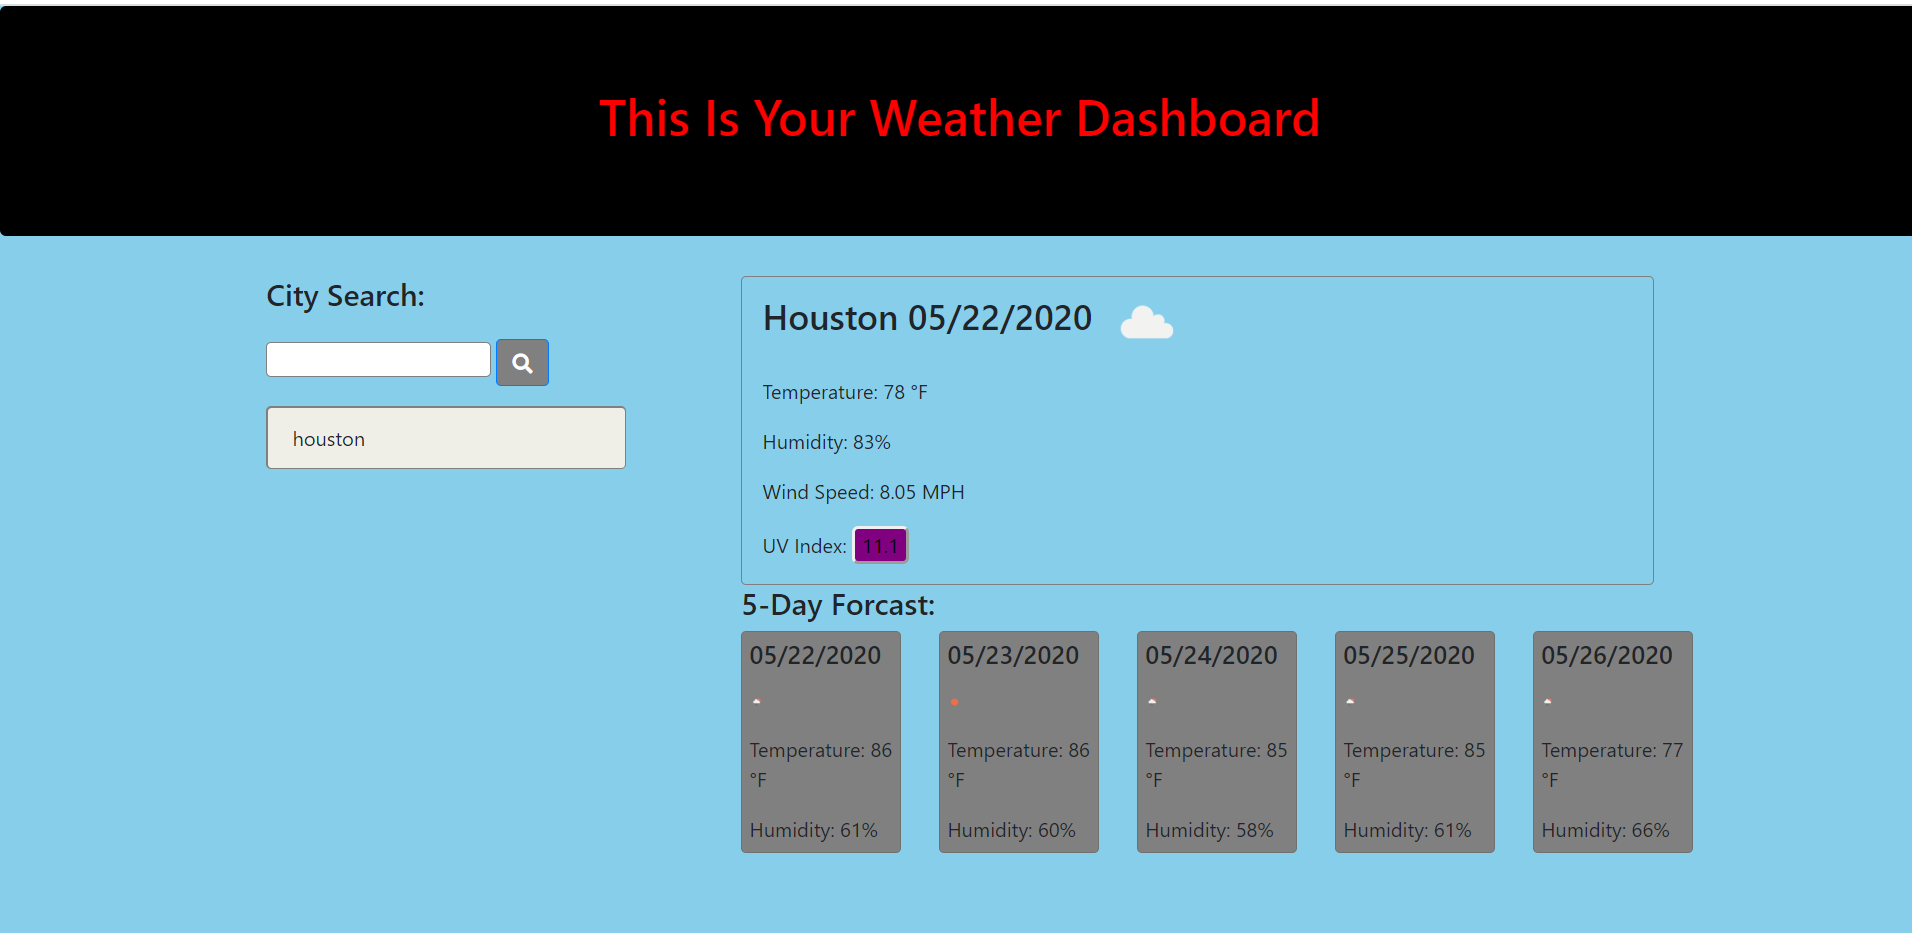 This Is Your Weather Dashboard
City Search:
houston
Houston 05/22/2020
Temperature: 78 °F
Humidity: 83%
Wind Speed: 8.05 MPH
UV Index: 11.1
5-Day Forcast:
05/22/2020
Temperature: 86
°F
Humidity: 61%
05/23/2020
Temperature: 86
°F
Humidity: 60%
05/24/2020
Temperature: 85
°F
Humidity: 58%
05/25/2020
Temperature: 85
°F
Humidity: 61%
05/26/2020
Temperature: 77
°F
Humidity: 66%